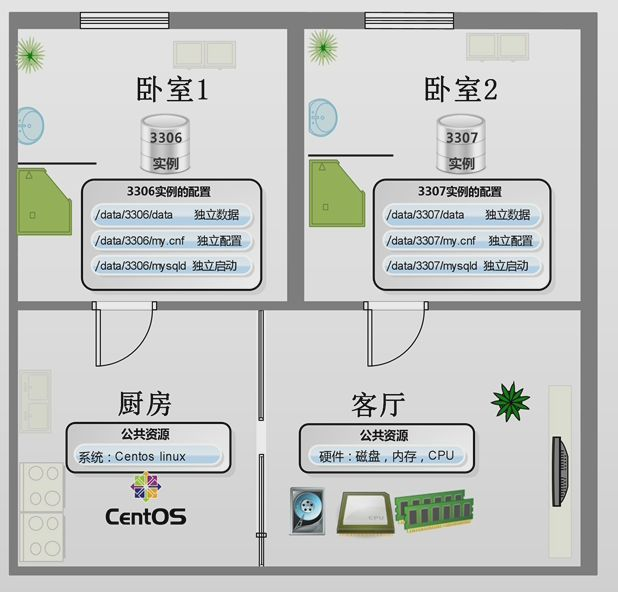 卧室1
3306
实例
3306实例的配置
/data/3306/data 独立数据
/data/3306/my.cnf 独立配置
/data/3306/mysqld 独立启动
卧室2
3307
实例
3307实例的配置
/data/3307/data 独立数据
/data/3307/my.cnf 独立配置
/data/3307/mysqld 独立启动
厨房
公共资源
系统：Centos linux
CentOS
客厅
公共资源
硬件：磁盘，内存，CPU
CPU